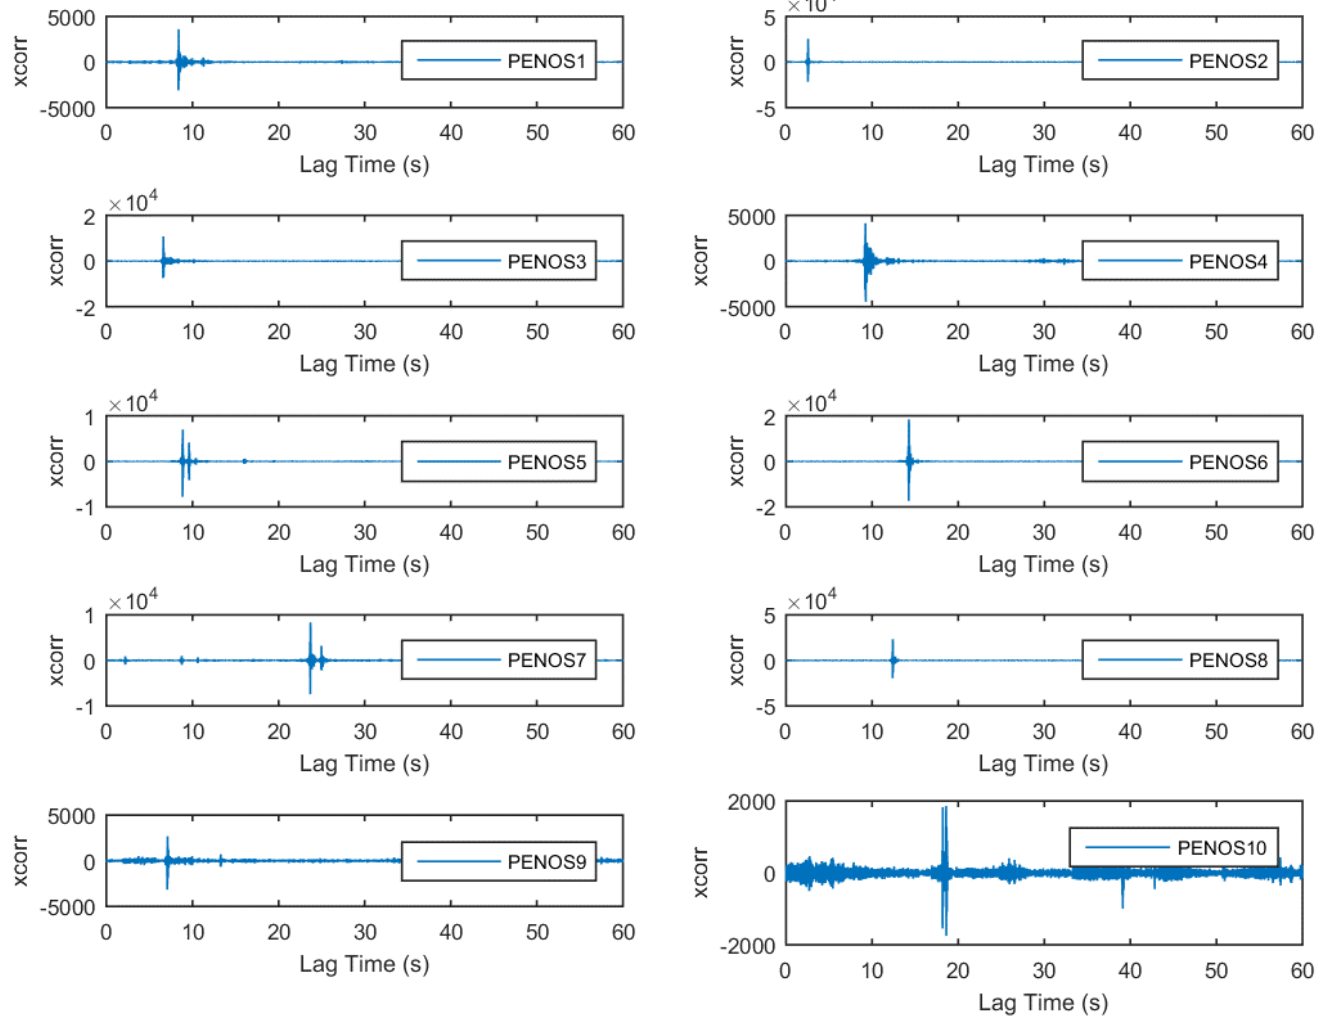 5000
0
-5000
xcorr
PENOS1
0 10 20 30 40 50 60
Lag Time (s)
×10
5
0
-5
xcorr
PENOS2
0 10 20 30 40 50 60
Lag Time (s)
×10⁴
2
0
-2
xcorr
PENOS3
0 10 20 30 40 50 60
Lag Time (s)
5000
0
-5000
xcorr
PENOS4
0 10 20 30 40 50 60
Lag Time (s)
×10⁴
1
0
-1
xcorr
PENOS5
0 10 20 30 40 50 60
Lag Time (s)
×10⁴
2
0
-2
xcorr
PENOS6
0 10 20 30 40 50 60
Lag Time (s)
×10⁴
1
0
-1
xcorr
PENOS7
0 10 20 30 40 50 60
Lag Time (s)
×10⁴
5
0
-5
xcorr
PENOS8
0 10 20 30 40 50 60
Lag Time (s)
5000
0
-5000
xcorr
PENOS9
0 10 20 30 40 50 60
Lag Time (s)
2000
0
-2000
xcorr
PENOS10
0 10 20 30 40 50 60
Lag Time (s)